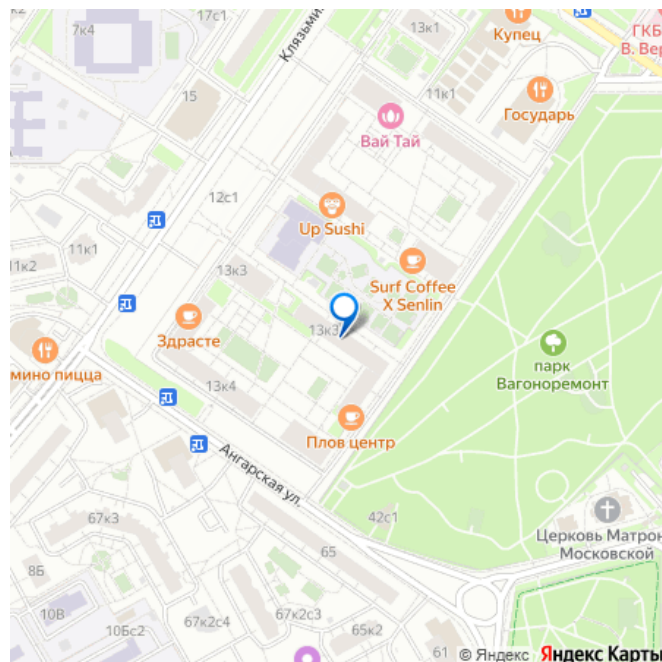 17с1
13к1
Купец
ГКБ
В. Вер
7к4
Клязьми
15
11к1
Государь
Вай Тай
12с1
Up Sushi
11к1
11к2
13к3
Surf Coffee
X Senlin
13к3
Здрасте
парк
Вагоноремонт
мино пицца
13к4
Плов центр
Ангарская ул.
67к3
42с1
Церковь Матрон
Московской
65
8Б
10В
10Бс2
67к2с4
67к2с3
65к2
61
© Яндекс Яндекс Карты